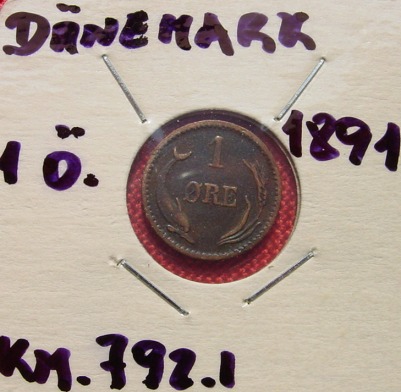 DÄNEMARK
1 Ö.
1891
1
ØRE
KM.792.1